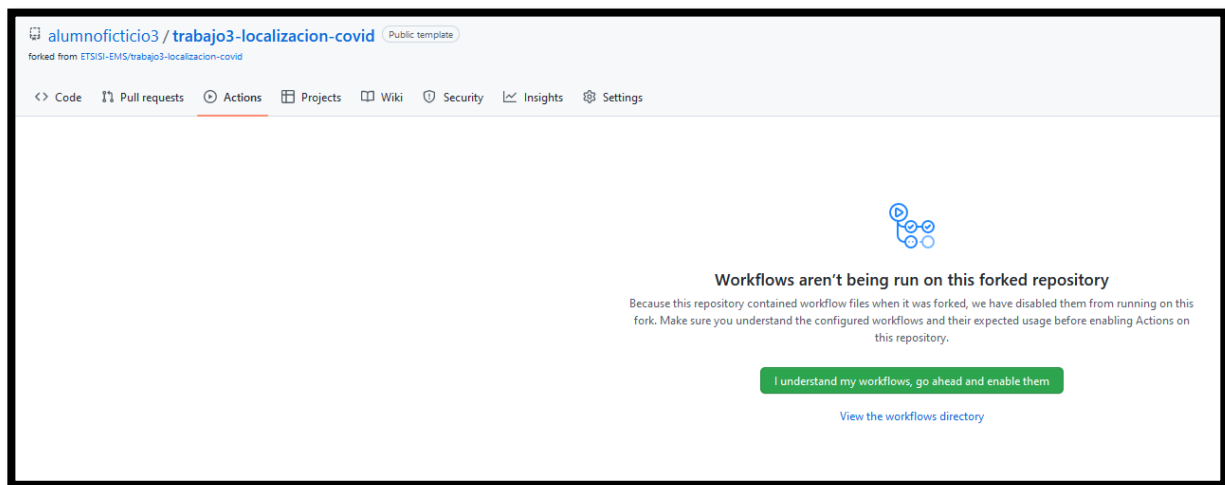 alumnoficticio3 / trabajo3-localizacion-covid Public template
forked from ETSISI-EMS/trabajo3-localizacion-covid
<> Code Pull requests Actions Projects Wiki Security Insights Settings
Workflows aren't being run on this forked repository
Because this repository contained workflow files when it was forked, we have disabled them from running on this
fork. Make sure you understand the configured workflows and their expected usage before enabling Actions on
this repository.
I understand my workflows, go ahead and enable them
View the workflows directory